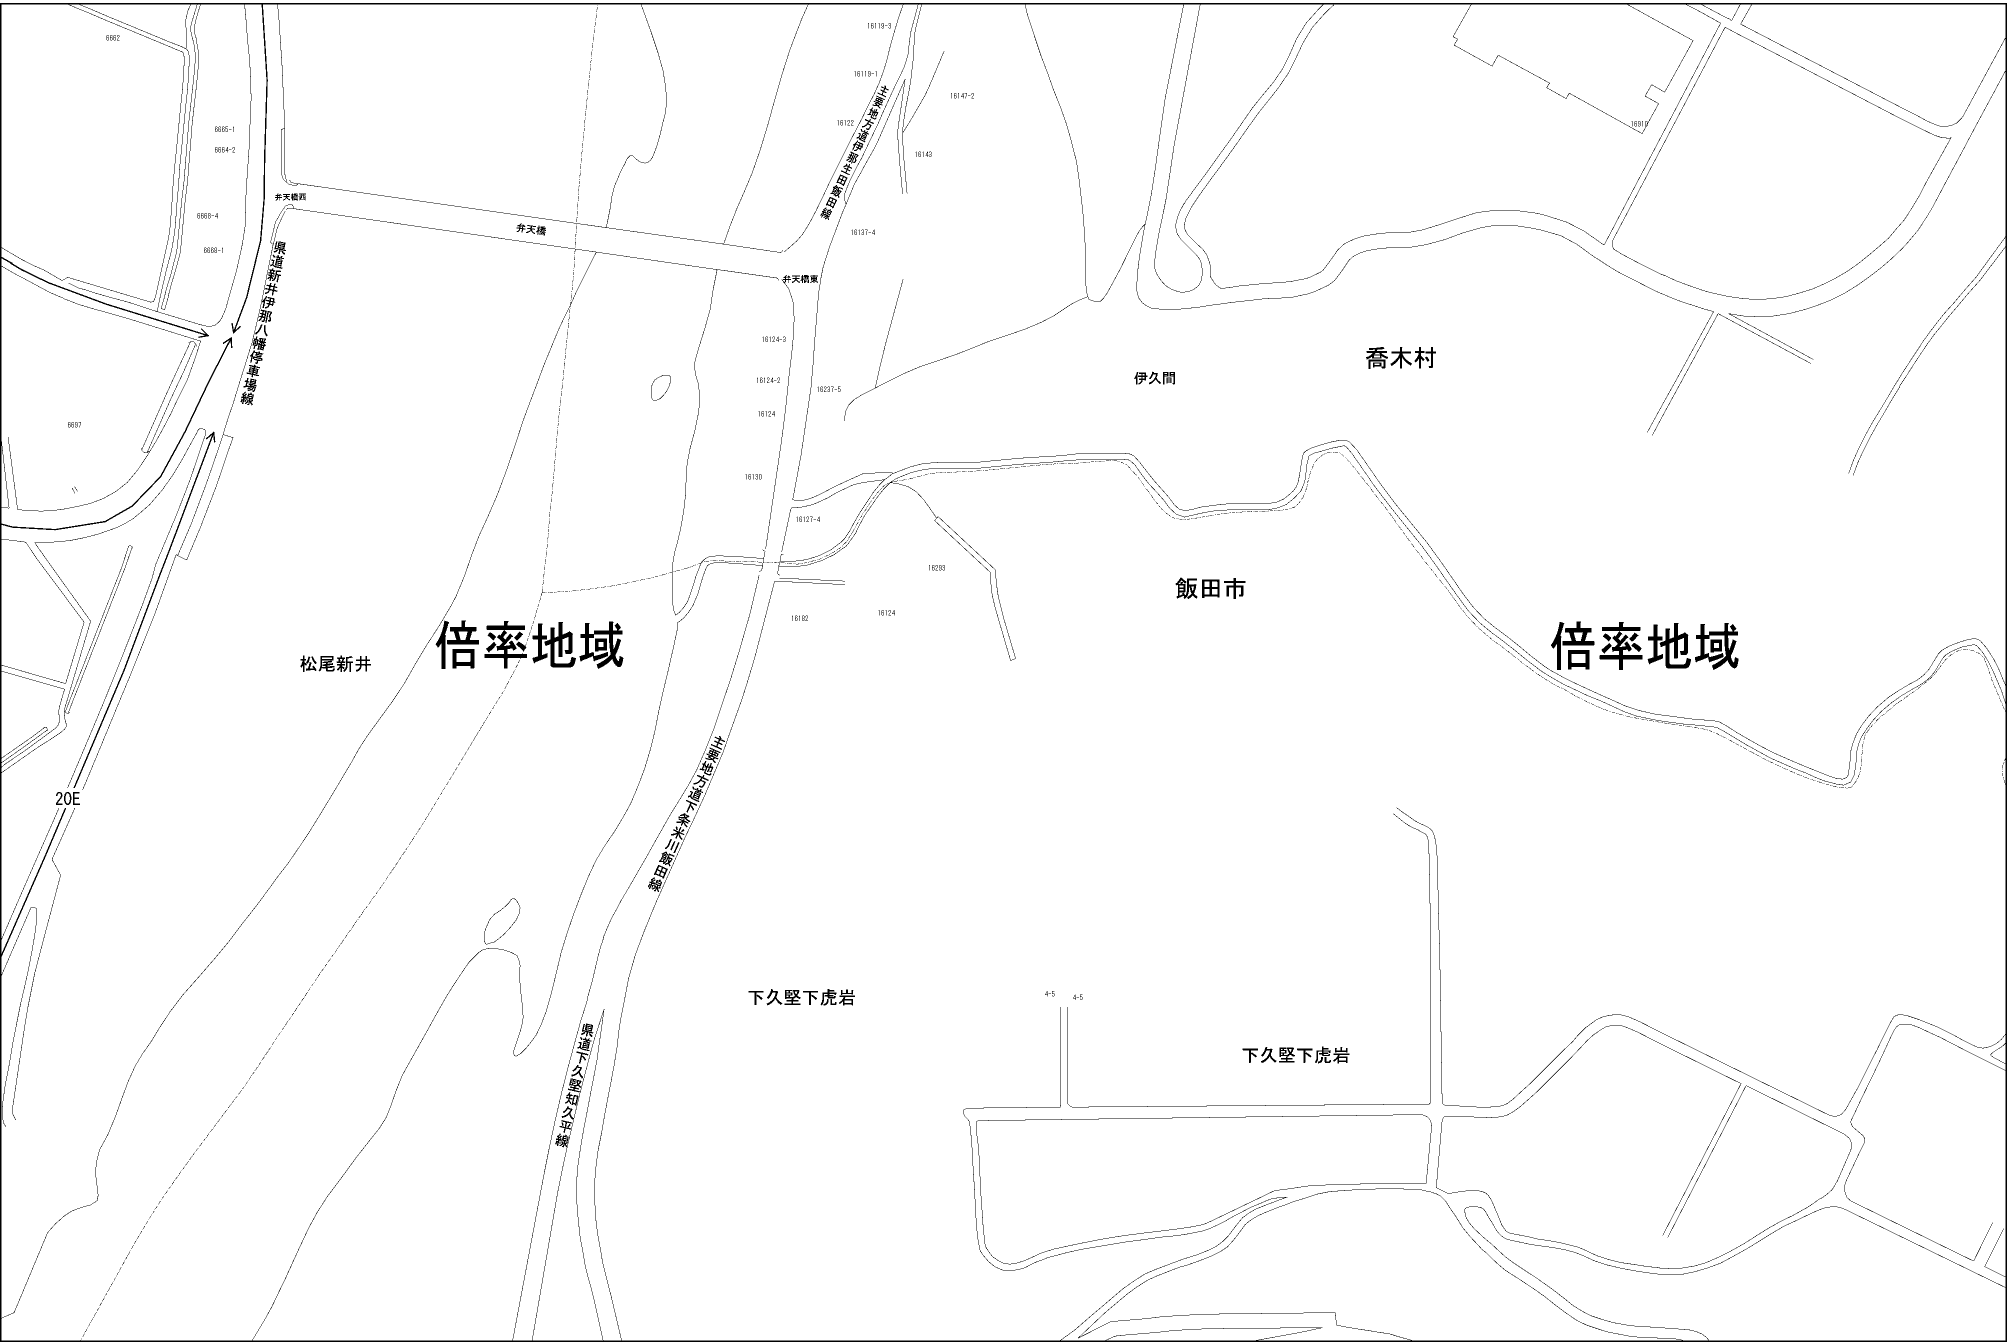 6662
16119-3
16119-1
16147-2
主要地方道伊那生田飯田線
16122
16910
6665-1
6664-2
16143
弁天橋西
6668-4
弁天橋
16137-4
6669-1
県道新井伊那八幡停車場線
弁天橋東
16124-3
喬木村
伊久間
16124-2
16237-5
16124
6697
16130
11
16127-4
16293
飯田市
16124
16182
倍率地域
倍率地域
松尾新井
主要地方道下条米川飯田線
20E
下久堅下虎岩
4-5
4-5
県道下久堅知久平線
下久堅下虎岩